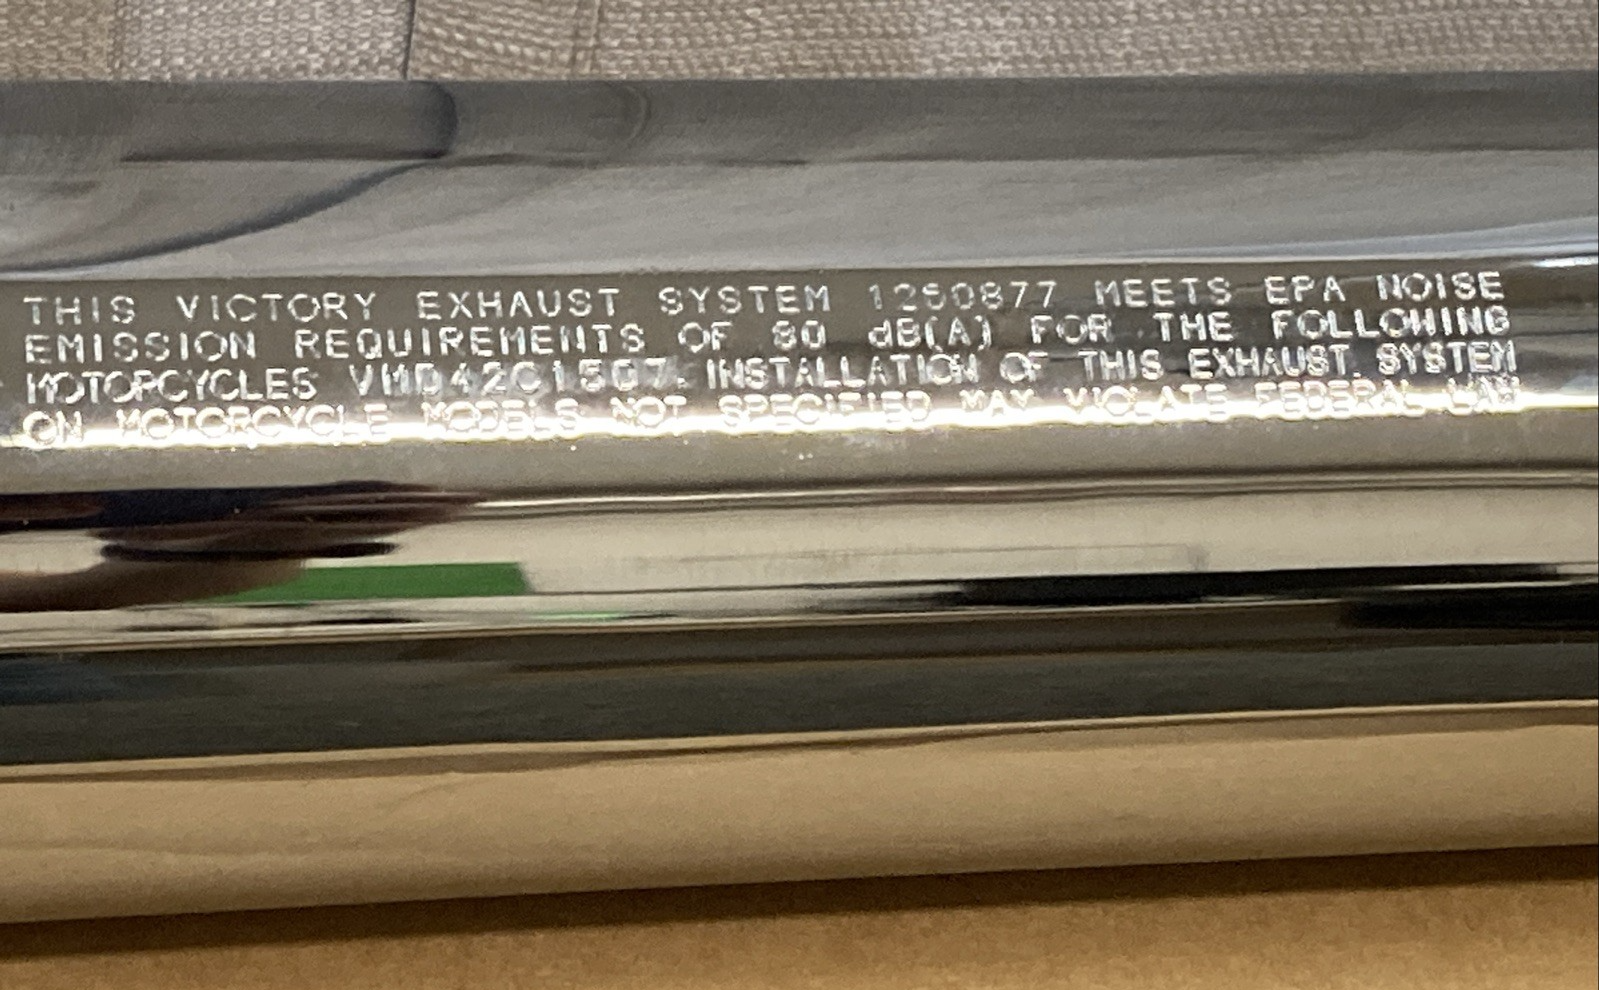 THIS VICTORY EXHAUST SYSTEM 1260877 MEETS EPA NOISE
EMISSION REQUIREMENTS OF 80 dB(A) FOR THE FOLLOWING
MOTORCYCLES INSTALLATION OF THIS EXHAUST SYSTEM
ON MOTORCYCLE MODELS NOT SPECIFIED MAY VIOLATE FEDERAL LAW